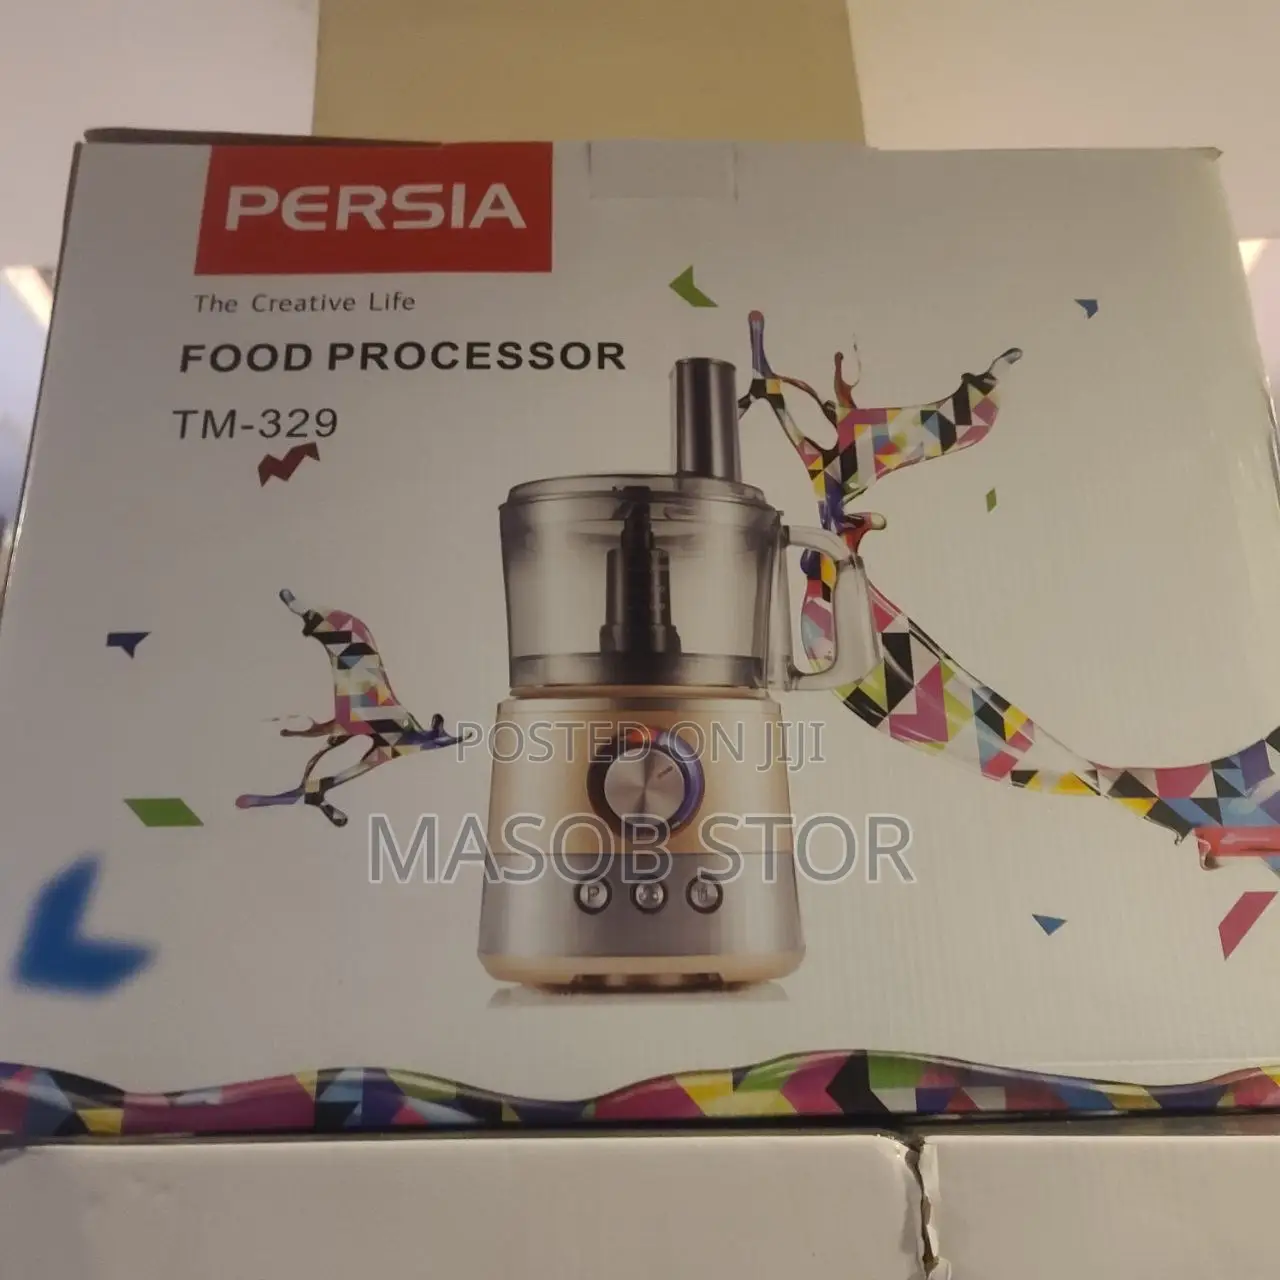 PERSIA
The Creative Life
FOOD PROCESSOR
TM-329
POSTED ON JIJI
MASOB STOR
P